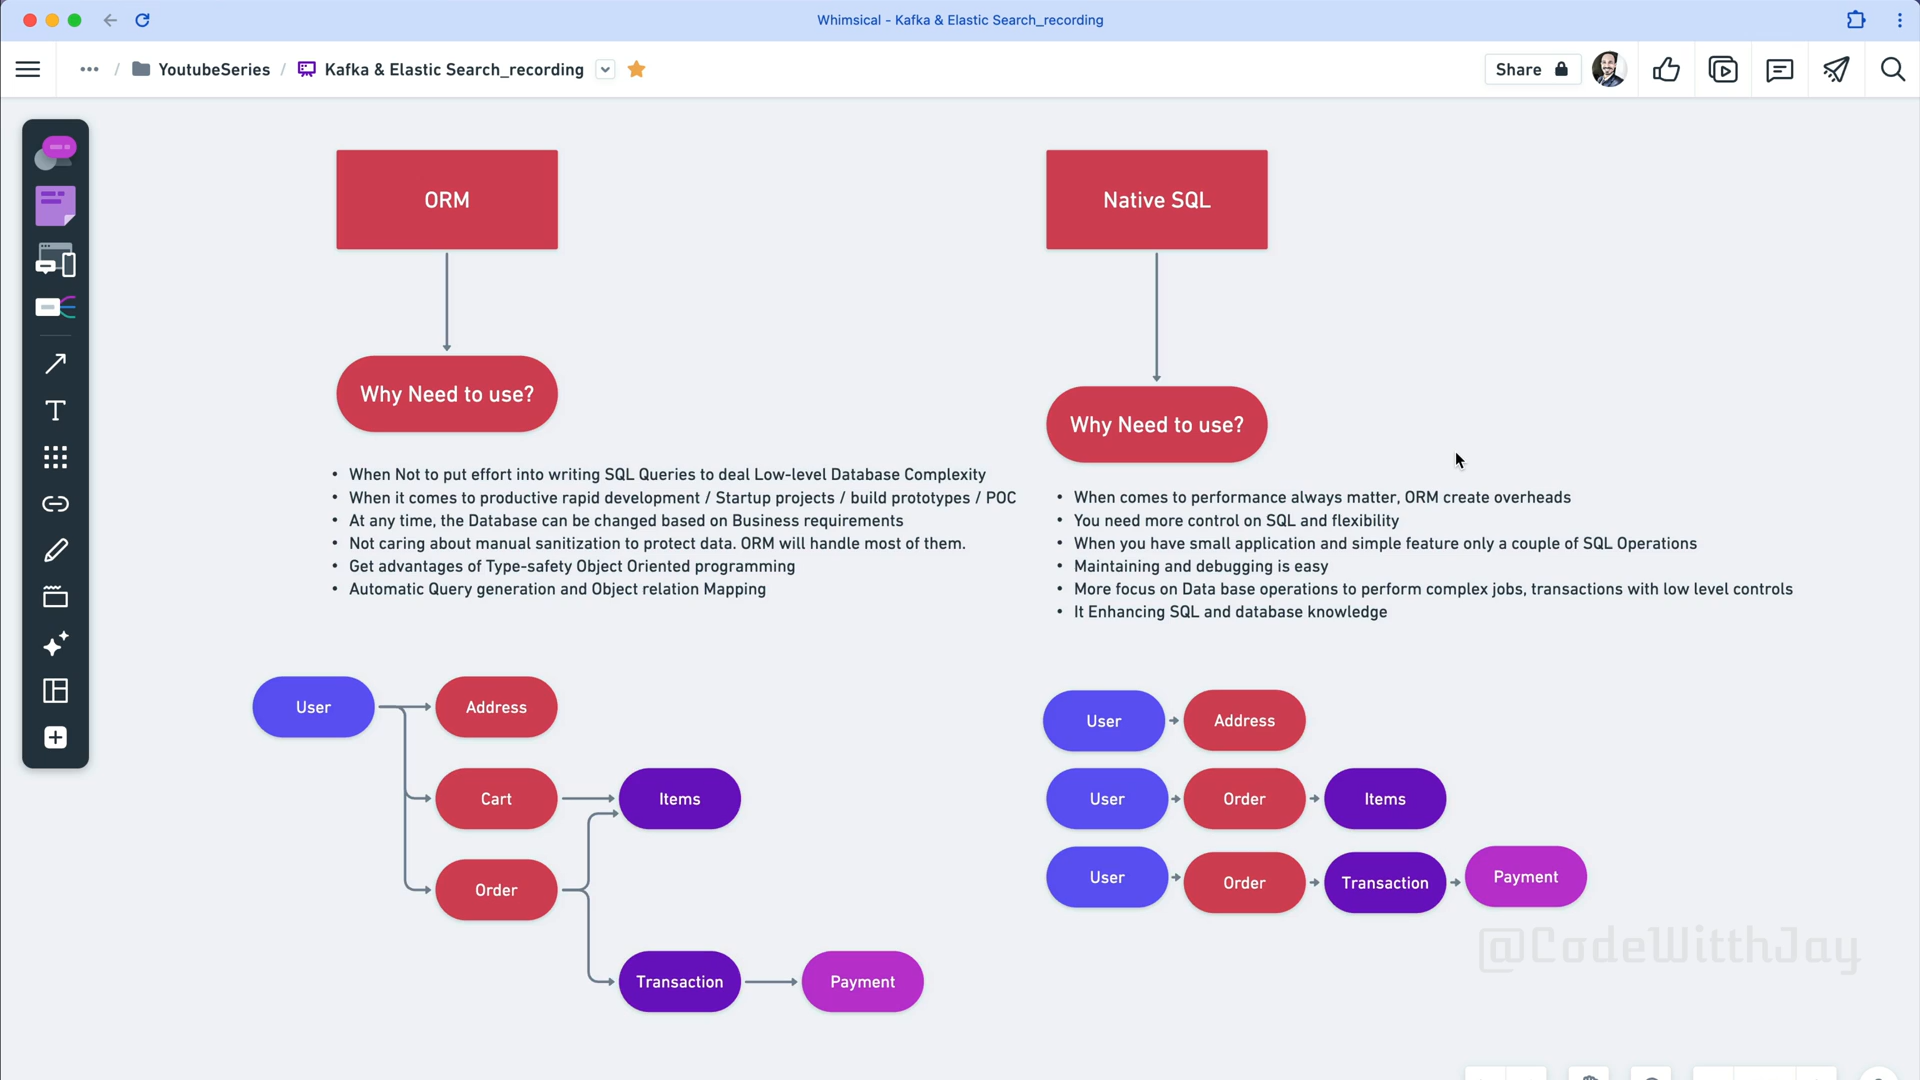 Whimsical - Kafka & Elastic Search_recording
••• / YoutubeSeries / Kafka & Elastic Search_recording
Share
ORM
Why Need to use?
• When Not to put effort into writing SQL Queries to deal Low-level Database Complexity
• When it comes to productive rapid development / Startup projects / build prototypes / POC
• At any time, the Database can be changed based on Business requirements
• Not caring about manual sanitization to protect data. ORM will handle most of them.
• Get advantages of Type-safety Object Oriented programming
• Automatic Query generation and Object relation Mapping
User
Address
Cart
Items
Order
Transaction
Payment
Native SQL
Why Need to use?
• When comes to performance always matter, ORM create overheads
• You need more control on SQL and flexibility
• When you have small application and simple feature only a couple of SQL Operations
• Maintaining and debugging is easy
• More focus on Data base operations to perform complex jobs, transactions with low level controls
• It Enhancing SQL and database knowledge
User Address
User Order Items
User Order Transaction Payment
@CodeWitthJay